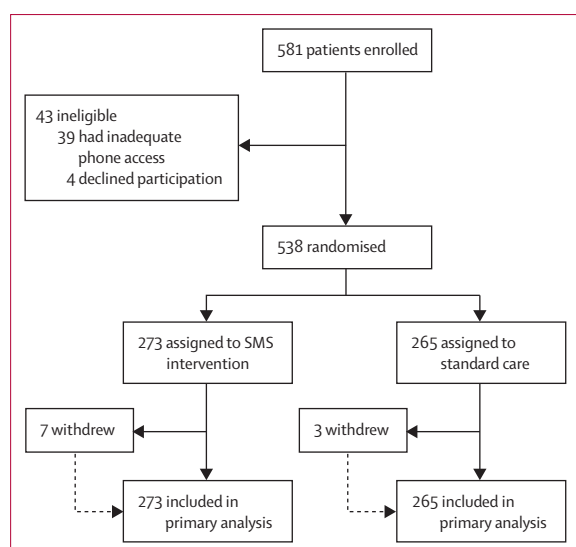 581 patients enrolled
43 ineligible
39 had inadequate
phone access
4 declined participation
538 randomised
273 assigned to SMS
intervention
265 assigned to
standard care
7 withdrew
3 withdrew
273 included in
primary analysis
265 included in
primary analysis